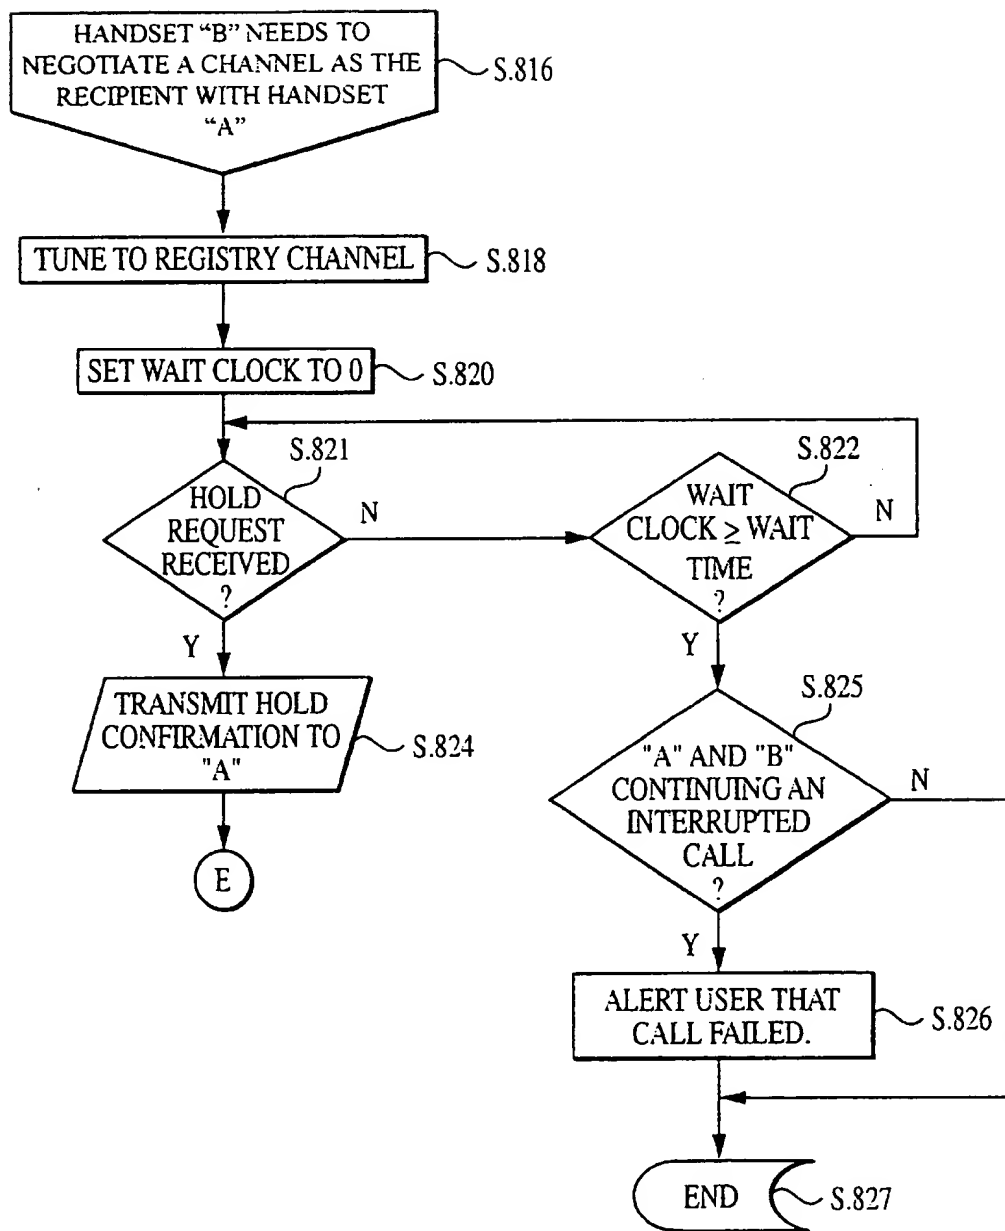 HANDSET "B" NEEDS TO
NEGOTIATE A CHANNEL AS THE
RECIPIENT WITH HANDSET
"A"
S.816
TUNE TO REGISTRY CHANNEL
S.818
SET WAIT CLOCK TO 0
S.820
S.821
HOLD
REQUEST
RECEIVED
?
N
Y
S.822
WAIT
CLOCK ≥ WAIT
TIME
?
N
Y
TRANSMIT HOLD
CONFIRMATION TO
"A"
S.824
E
S.825
"A" AND "B"
CONTINUING AN
INTERRUPTED
CALL
?
N
Y
ALERT USER THAT
CALL FAILED.
S.826
END
S.827